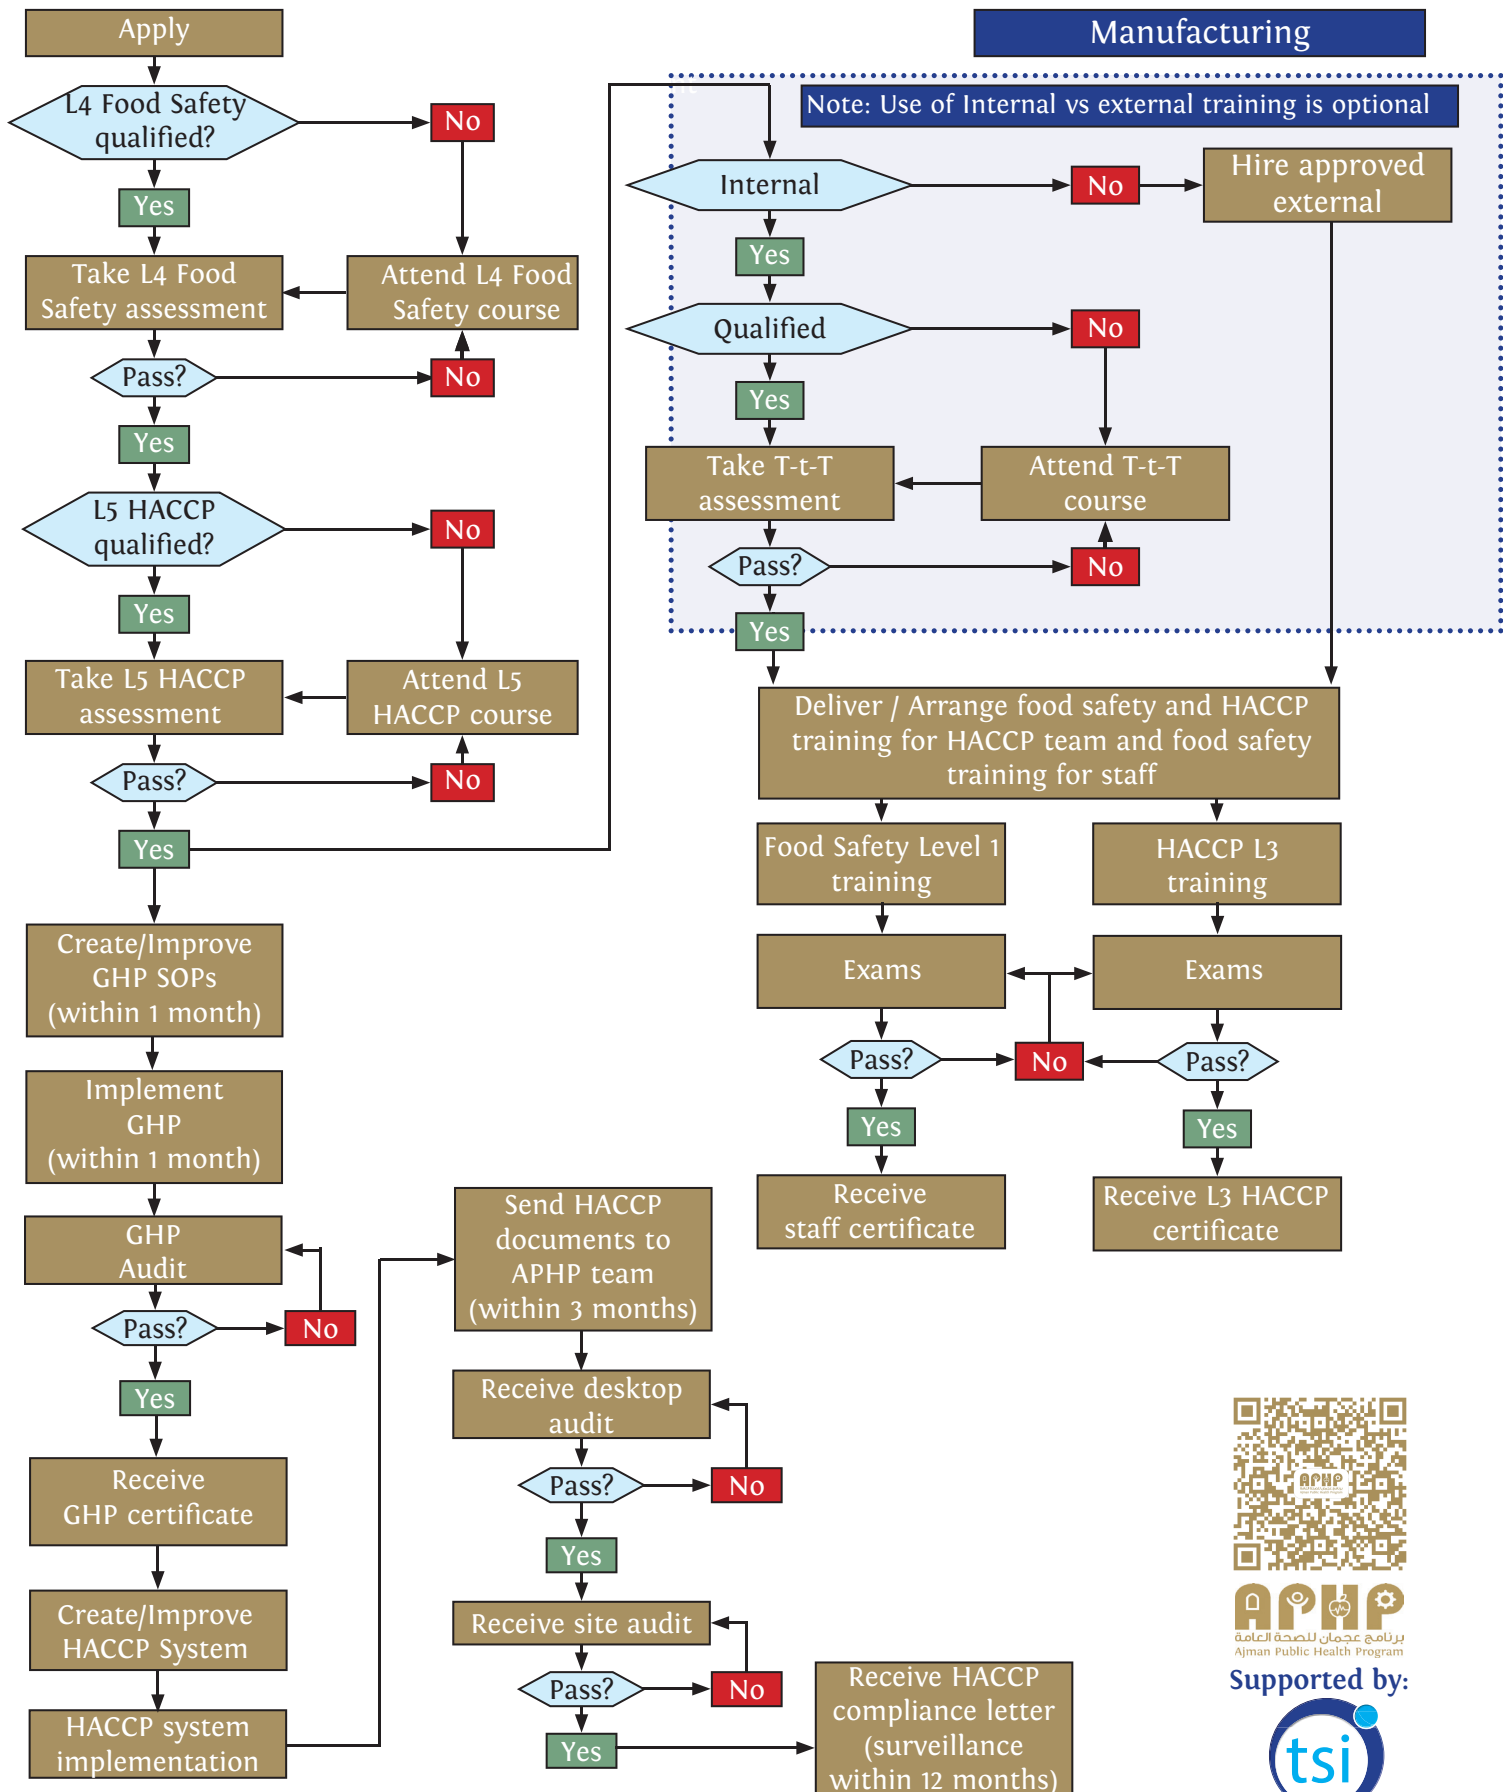 Apply
L4 Food Safety
qualified?
No
Yes
Take L4 Food
Safety assessment
Attend L4 Food
Safety course
Pass?
No
Yes
L5 HACCP
qualified?
No
Yes
Take L5 HACCP
assessment
Attend L5
HACCP course
Pass?
No
Yes
Create/Improve
GHP SOPs
(within 1 month)
Implement
GHP
(within 1 month)
GHP
Audit
Pass?
No
Yes
Receive
GHP certificate
Create/Improve
HACCP System
HACCP system
implementation
Send HACCP
documents to
APHP team
(within 3 months)
Receive desktop
audit
Pass?
No
Yes
Receive site audit
Pass?
No
Yes
Receive HACCP
compliance letter
(surveillance
within 12 months)
Manufacturing
Note: Use of Internal vs external training is optional
Internal
No
Hire approved
external
Yes
Qualified
No
Yes
Take T-t-T
assessment
Attend T-t-T
course
Pass?
No
Yes
Deliver / Arrange food safety and HACCP
training for HACCP team and food safety
training for staff
Food Safety Level 1
training
HACCP L3
training
Exams
Exams
Pass?
No
Pass?
Yes
Yes
Receive
staff certificate
Receive L3 HACCP
certificate
APHP
APHP
برنامج عجمان للصحة العامة
Ajman Public Health Program
Supported by:
tsi